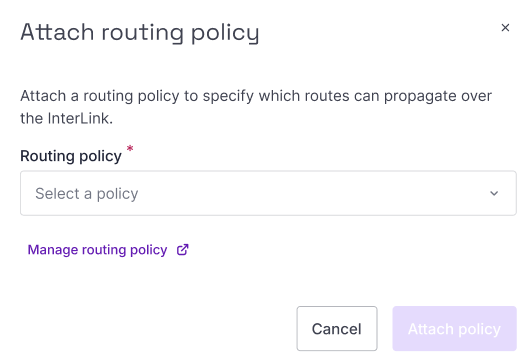 Attach routing policy
Attach a routing policy to specify which routes can propagate over
the InterLink.
Routing policy *
Select a policy
Manage routing policy
Cancel
Attach policy